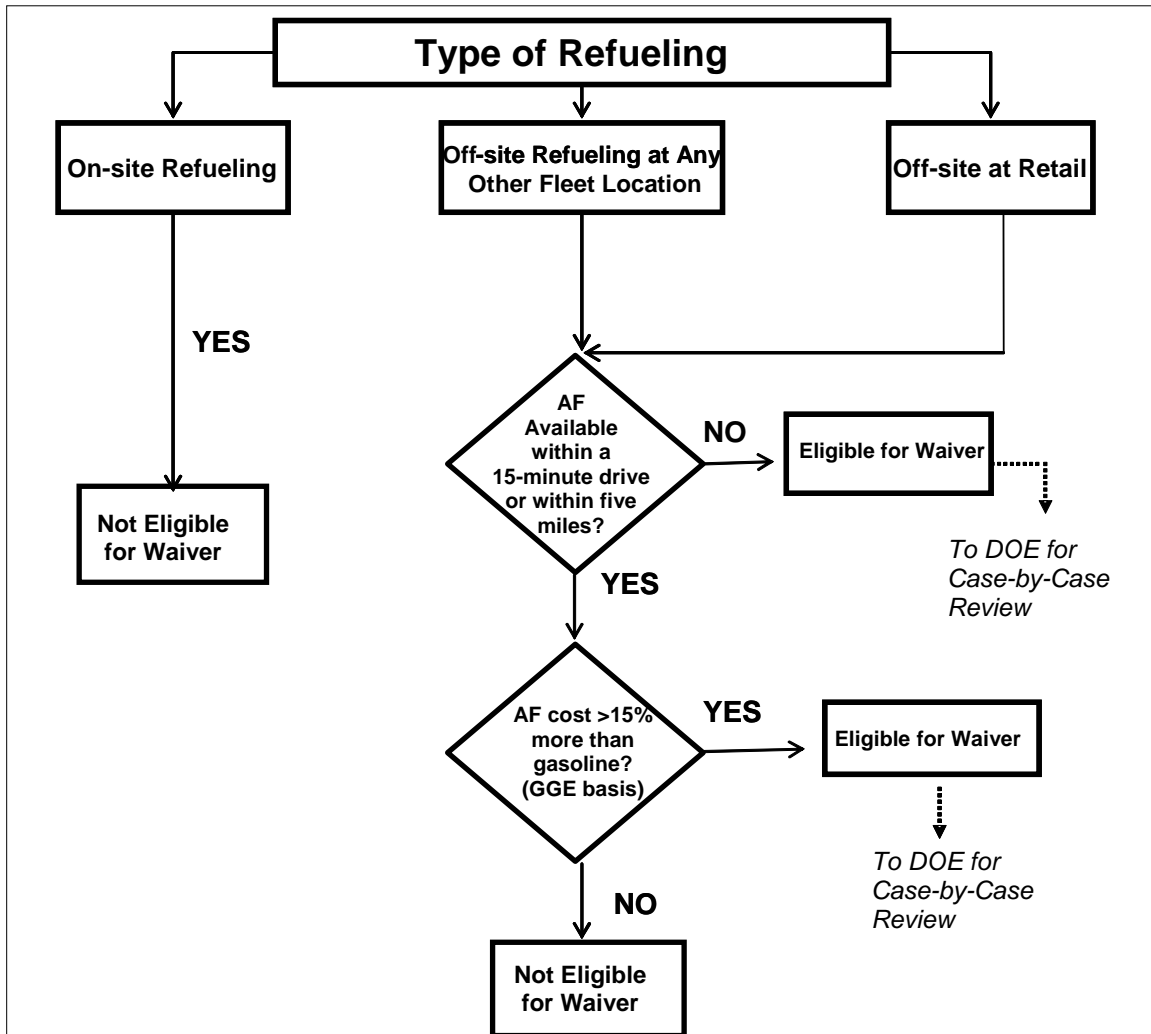 Type of Refueling
On-site Refueling
Off-site Refueling at Any
Other Fleet Location
Off-site at Retail
YES
AF
Available
within a
15-minute drive
or within five
miles?
NO
Eligible for Waiver
Not Eligible
for Waiver
To DOE for
Case-by-Case
Review
YES
AF cost >15%
more than
gasoline?
(GGE basis)
YES
Eligible for Waiver
To DOE for
Case-by-Case
Review
NO
Not Eligible
for Waiver